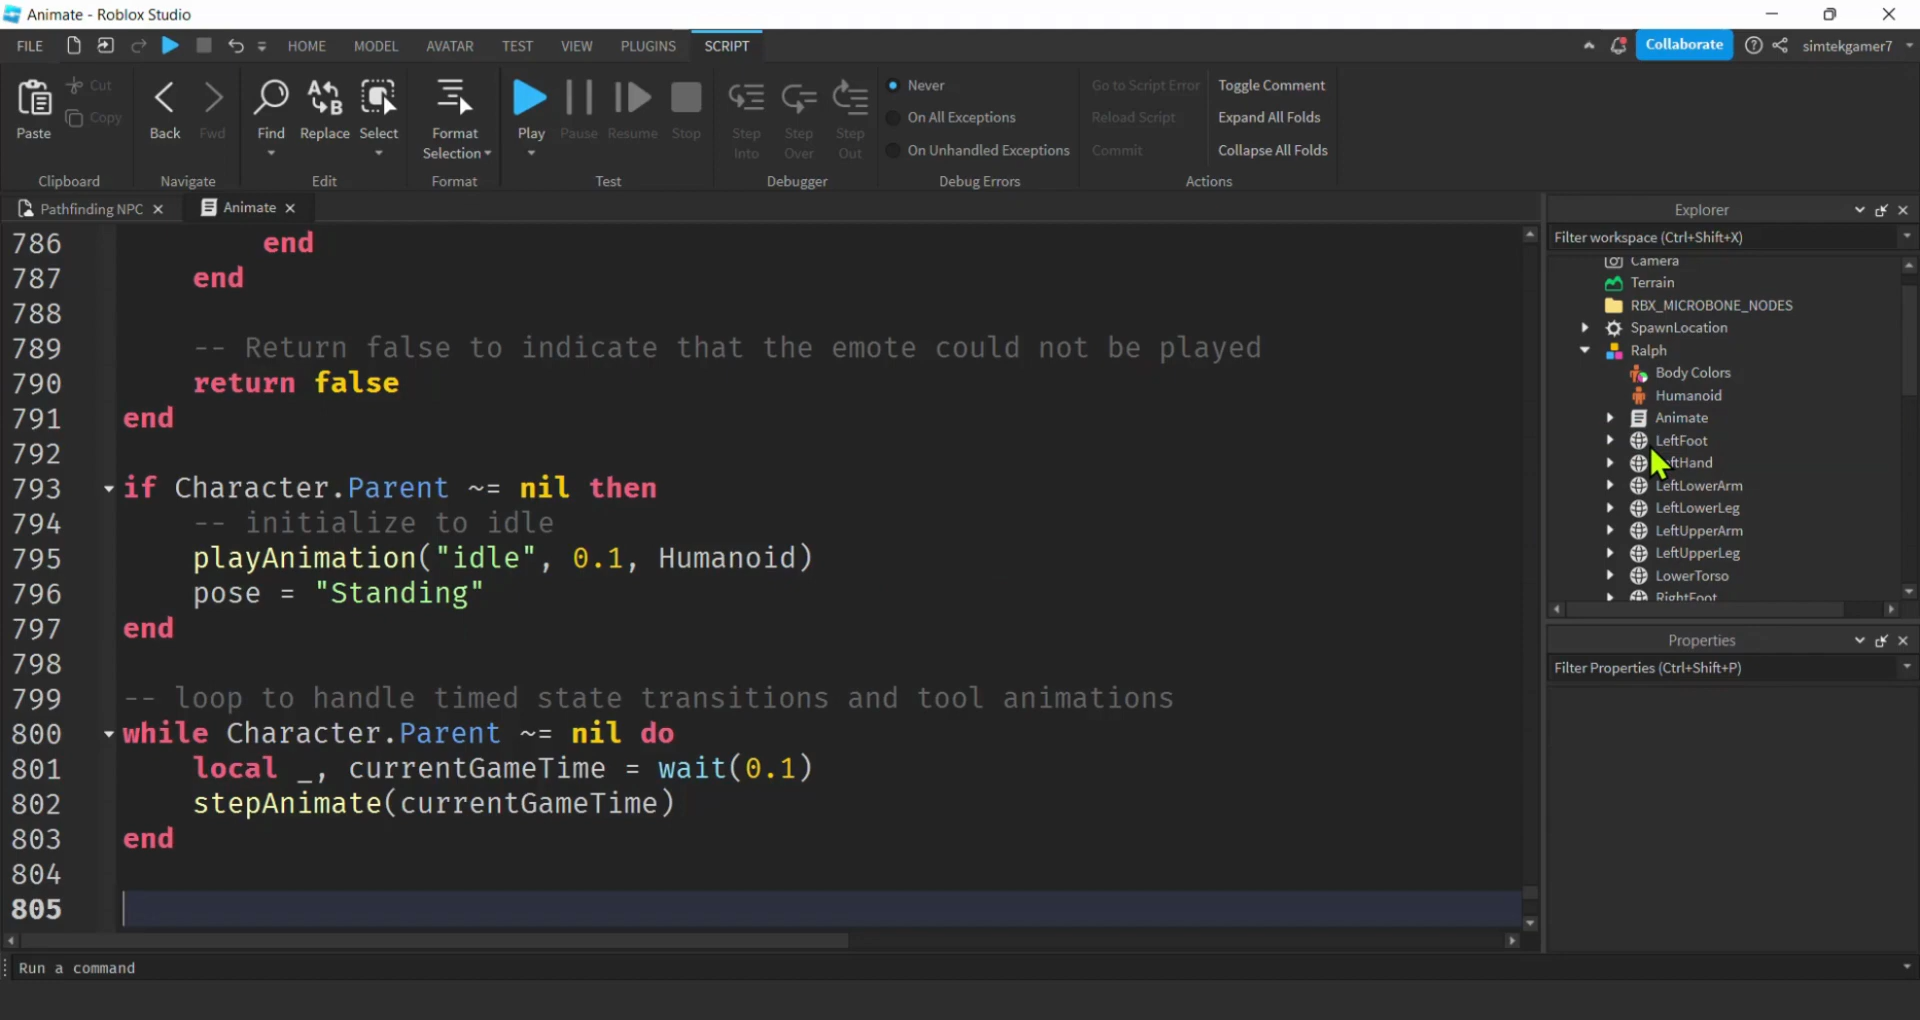 Animate - Roblox Studio
FILE HOME MODEL AVATAR TEST VIEW PLUGINS SCRIPT Collaborate simtekgamer7
Paste Cut Copy
Clipboard
Back Fwd
Navigate
Find Replace Select
Edit
Format
Selection
Format
Play Pause Resume Stop
Test
Step Into Step Over Step Out
Debugger
Never
On All Exceptions
On Unhandled Exceptions
Debug Errors
Go to Script Error Toggle Comment
Reload Script Expand All Folds
Commit Collapse All Folds
Actions
Pathfinding NPC Animate
786 end
787 end
788
789 -- Return false to indicate that the emote could not be played
790 return false
791 end
792
793 if Character.Parent ~= nil then
794 -- initialize to idle
795 playAnimation("idle", 0.1, Humanoid)
796 pose = "Standing"
797 end
798
799 -- loop to handle timed state transitions and tool animations
800 while Character.Parent ~= nil do
801 local _, currentGameTime = wait(0.1)
802 stepAnimate(currentGameTime)
803 end
804
805
Run a command
Explorer
Filter workspace (Ctrl+Shift+X)
Camera
Terrain
RBX_MICROBONE_NODES
SpawnLocation
Ralph
Body Colors
Humanoid
Animate
LeftFoot
ftHand
LeftLowerArm
LeftLowerLeg
LeftUpperArm
LeftUpperLeg
LowerTorso
RightFoot
Properties
Filter Properties (Ctrl+Shift+P)